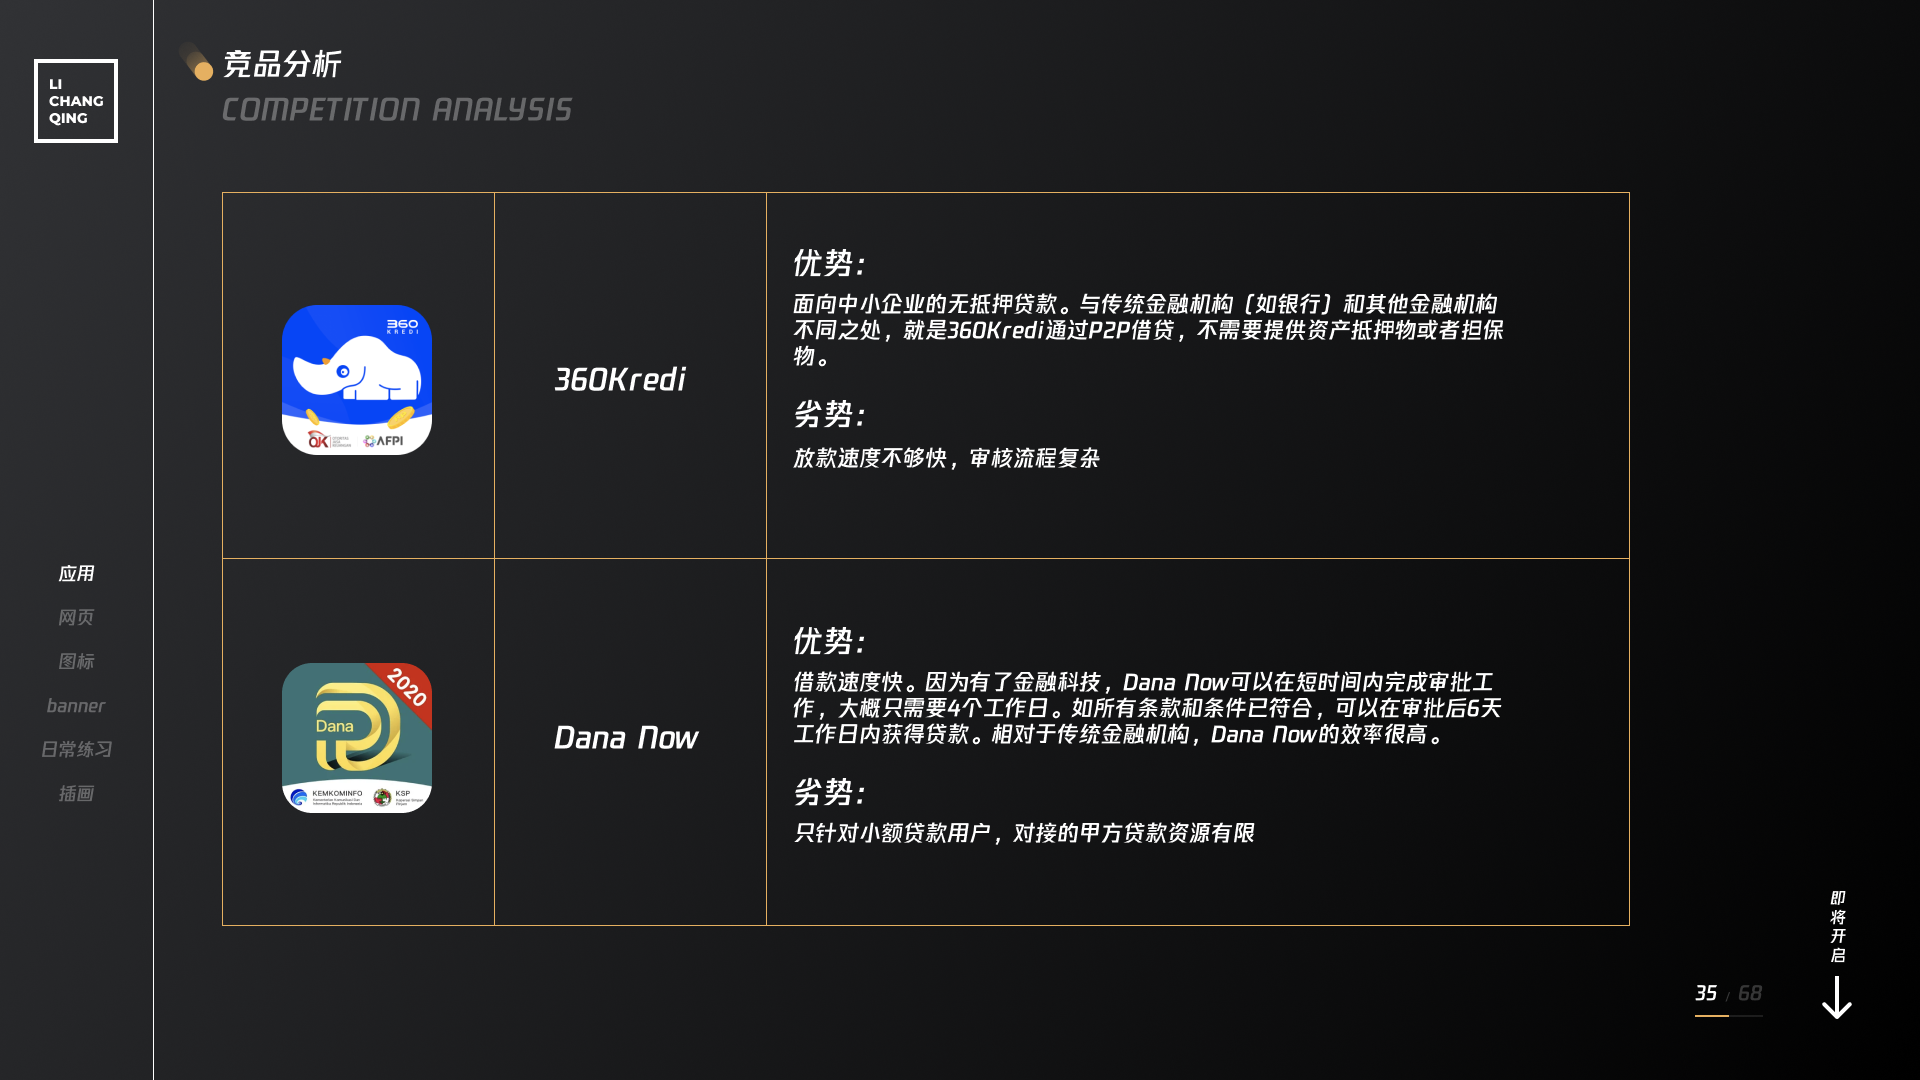 LI
CHANG
QING
竞品分析
COMPETITION ANALYSIS
360
KREDI
OJK
AFPI
360Kredi
优势：
面向中小企业的无抵押贷款。与传统金融机构（如银行）和其他金融机构
不同之处，就是360Kredi通过P2P借贷，不需要提供资产抵押物或者担保
物。
劣势：
放款速度不够快，审核流程复杂
2020
Dana
KEMKOMINFO
KSP
Dana Now
优势：
借款速度快。因为有了金融科技，Dana Now可以在短时间内完成审批工
作，大概只需要4个工作日。如所有条款和条件已符合，可以在审批后6天
工作日内获得贷款。相对于传统金融机构，Dana Now的效率很高。
劣势：
只针对小额贷款用户，对接的甲方贷款资源有限
应用
网页
图标
banner
日常练习
插画
即
将
开
启
35 / 68